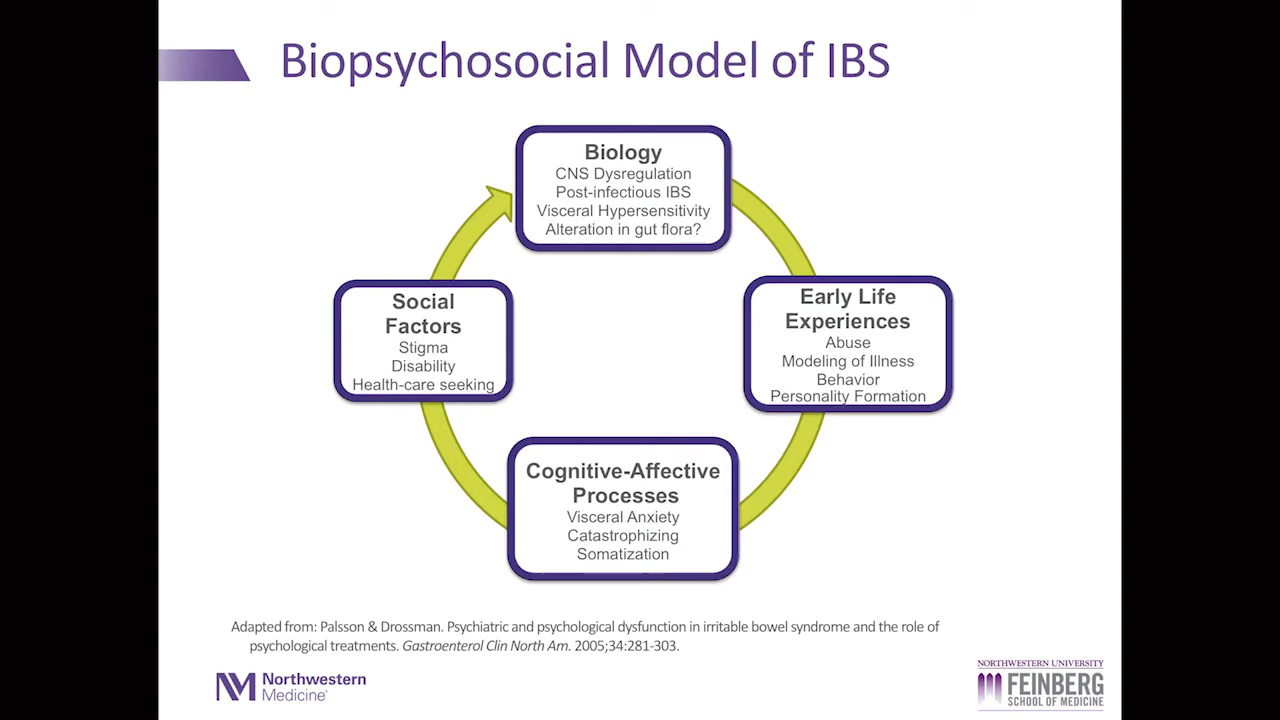 Biopsychosocial Model of IBS
Biology
CNS Dysregulation
Post-infectious IBS
Visceral Hypersensitivity
Alteration in gut flora?
Social
Factors
Stigma
Disability
Health-care seeking
Early Life
Experiences
Abuse
Modeling of Illness
Behavior
Personality Formation
Cognitive-Affective
Processes
Visceral Anxiety
Catastrophizing
Somatization
Adapted from: Palsson & Drossman. Psychiatric and psychological dysfunction in irritable bowel syndrome and the role of
psychological treatments. Gastroenterol Clin North Am. 2005;34:281-303.
Northwestern
Medicine
NORTHWESTERN UNIVERSITY
FEINBERG
SCHOOL OF MEDICINE